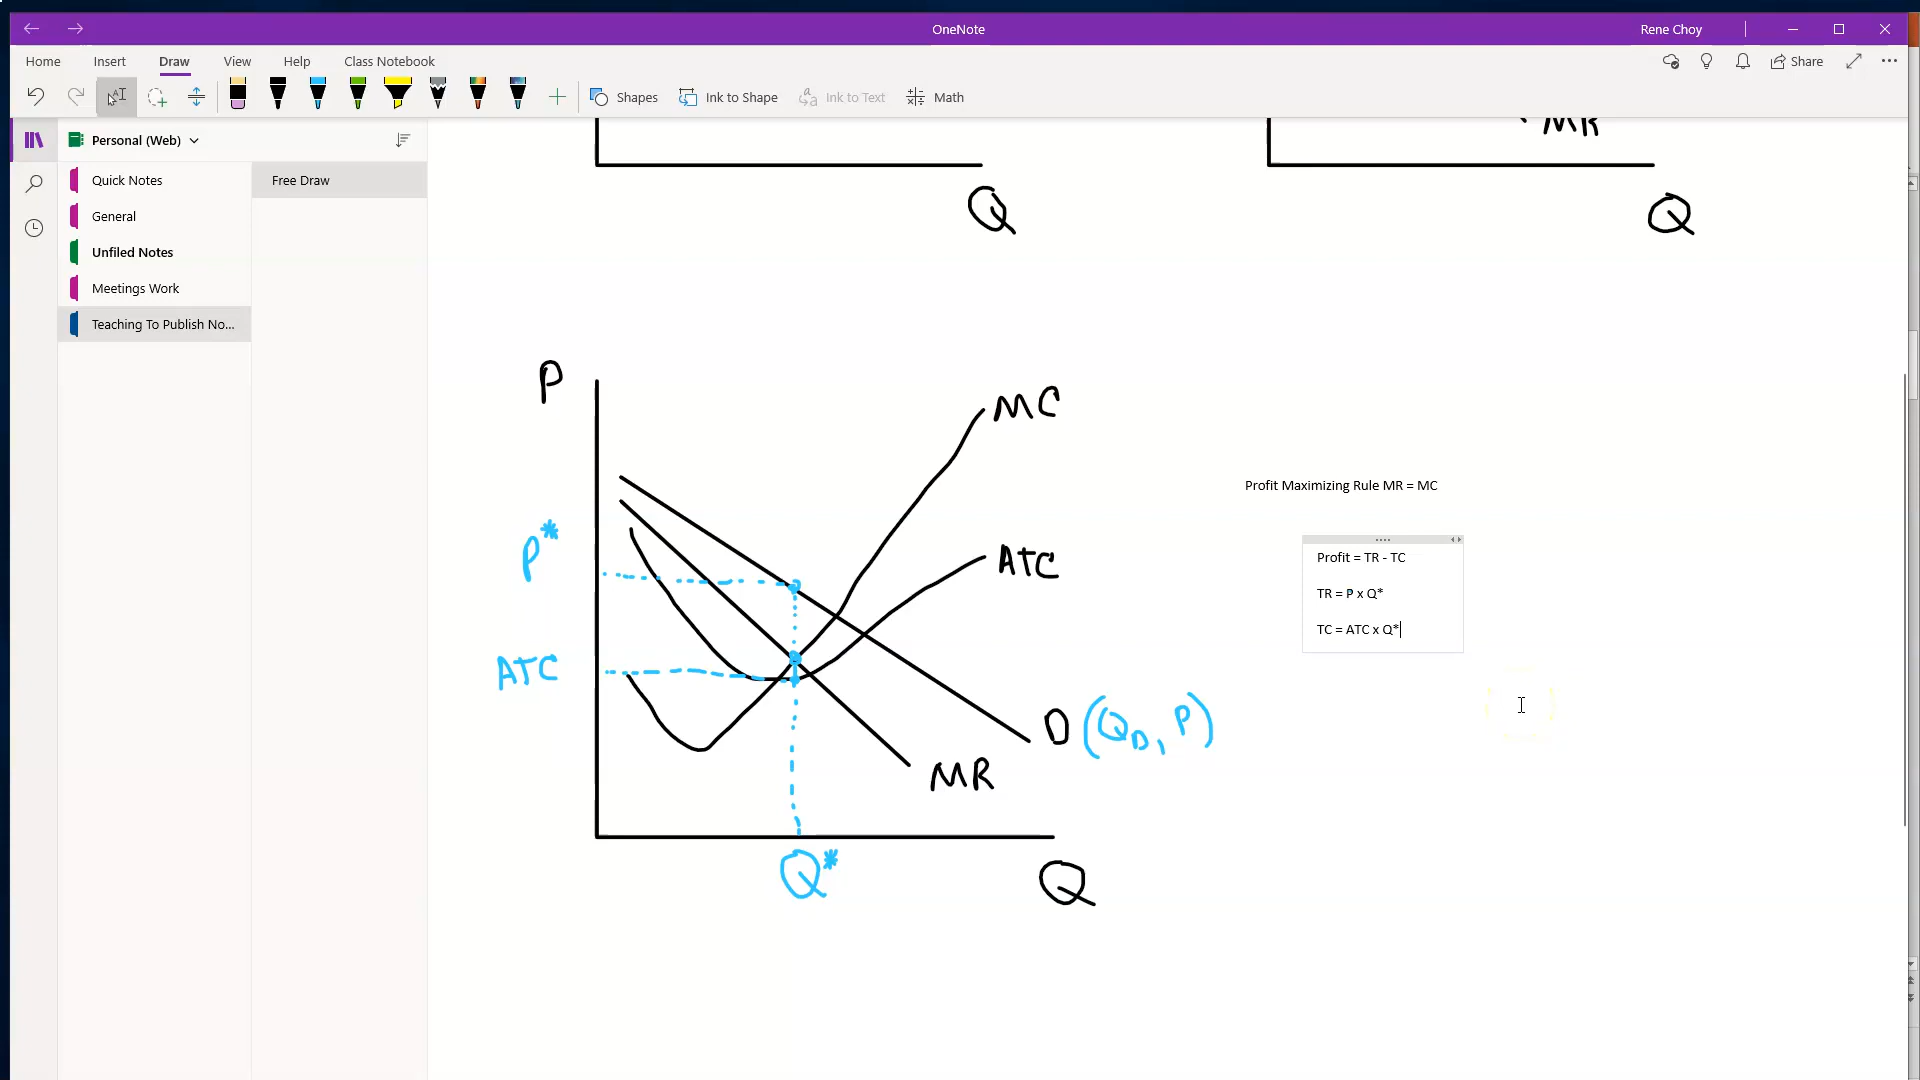 OneNote
Rene Choy
Home Insert Draw View Help Class Notebook
Share
AI
Shapes
Ink to Shape
Ink to Text
Math
Personal (Web)
Quick Notes
General
Unfiled Notes
Meetings Work
Teaching To Publish No...
Free Draw
MR
Q
Q
P
MC
P*
ATC
ATC
D (QD, P)
MR
Q*
Q
Profit Maximizing Rule MR = MC
Profit = TR - TC
TR = P x Q*
TC = ATC x Q*